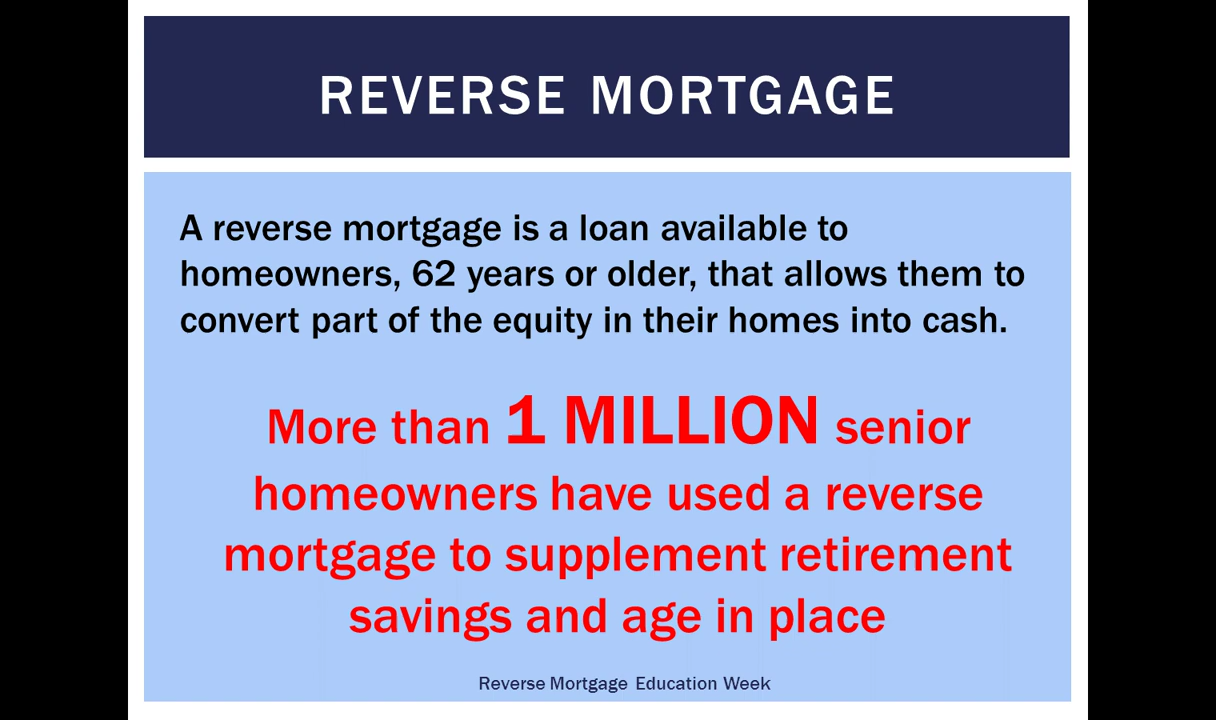 REVERSE MORTGAGE
A reverse mortgage is a loan available to
homeowners, 62 years or older, that allows them to
convert part of the equity in their homes into cash.
More than 1 MILLION senior
homeowners have used a reverse
mortgage to supplement retirement
savings and age in place
Reverse Mortgage Education Week